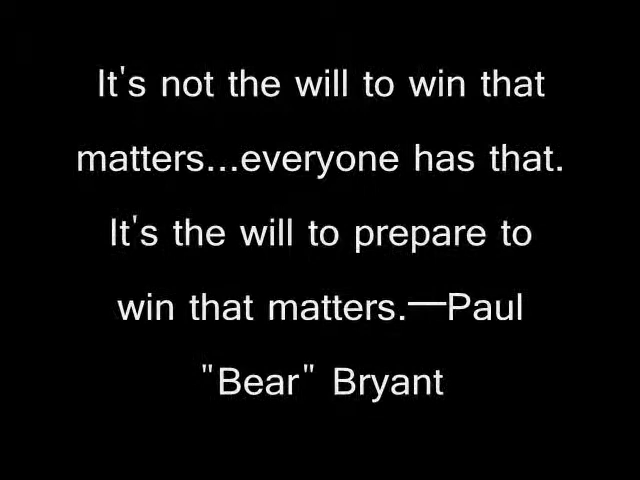 It's not the will to win that
matters...everyone has that.
It's the will to prepare to
win that matters.—Paul
"Bear" Bryant